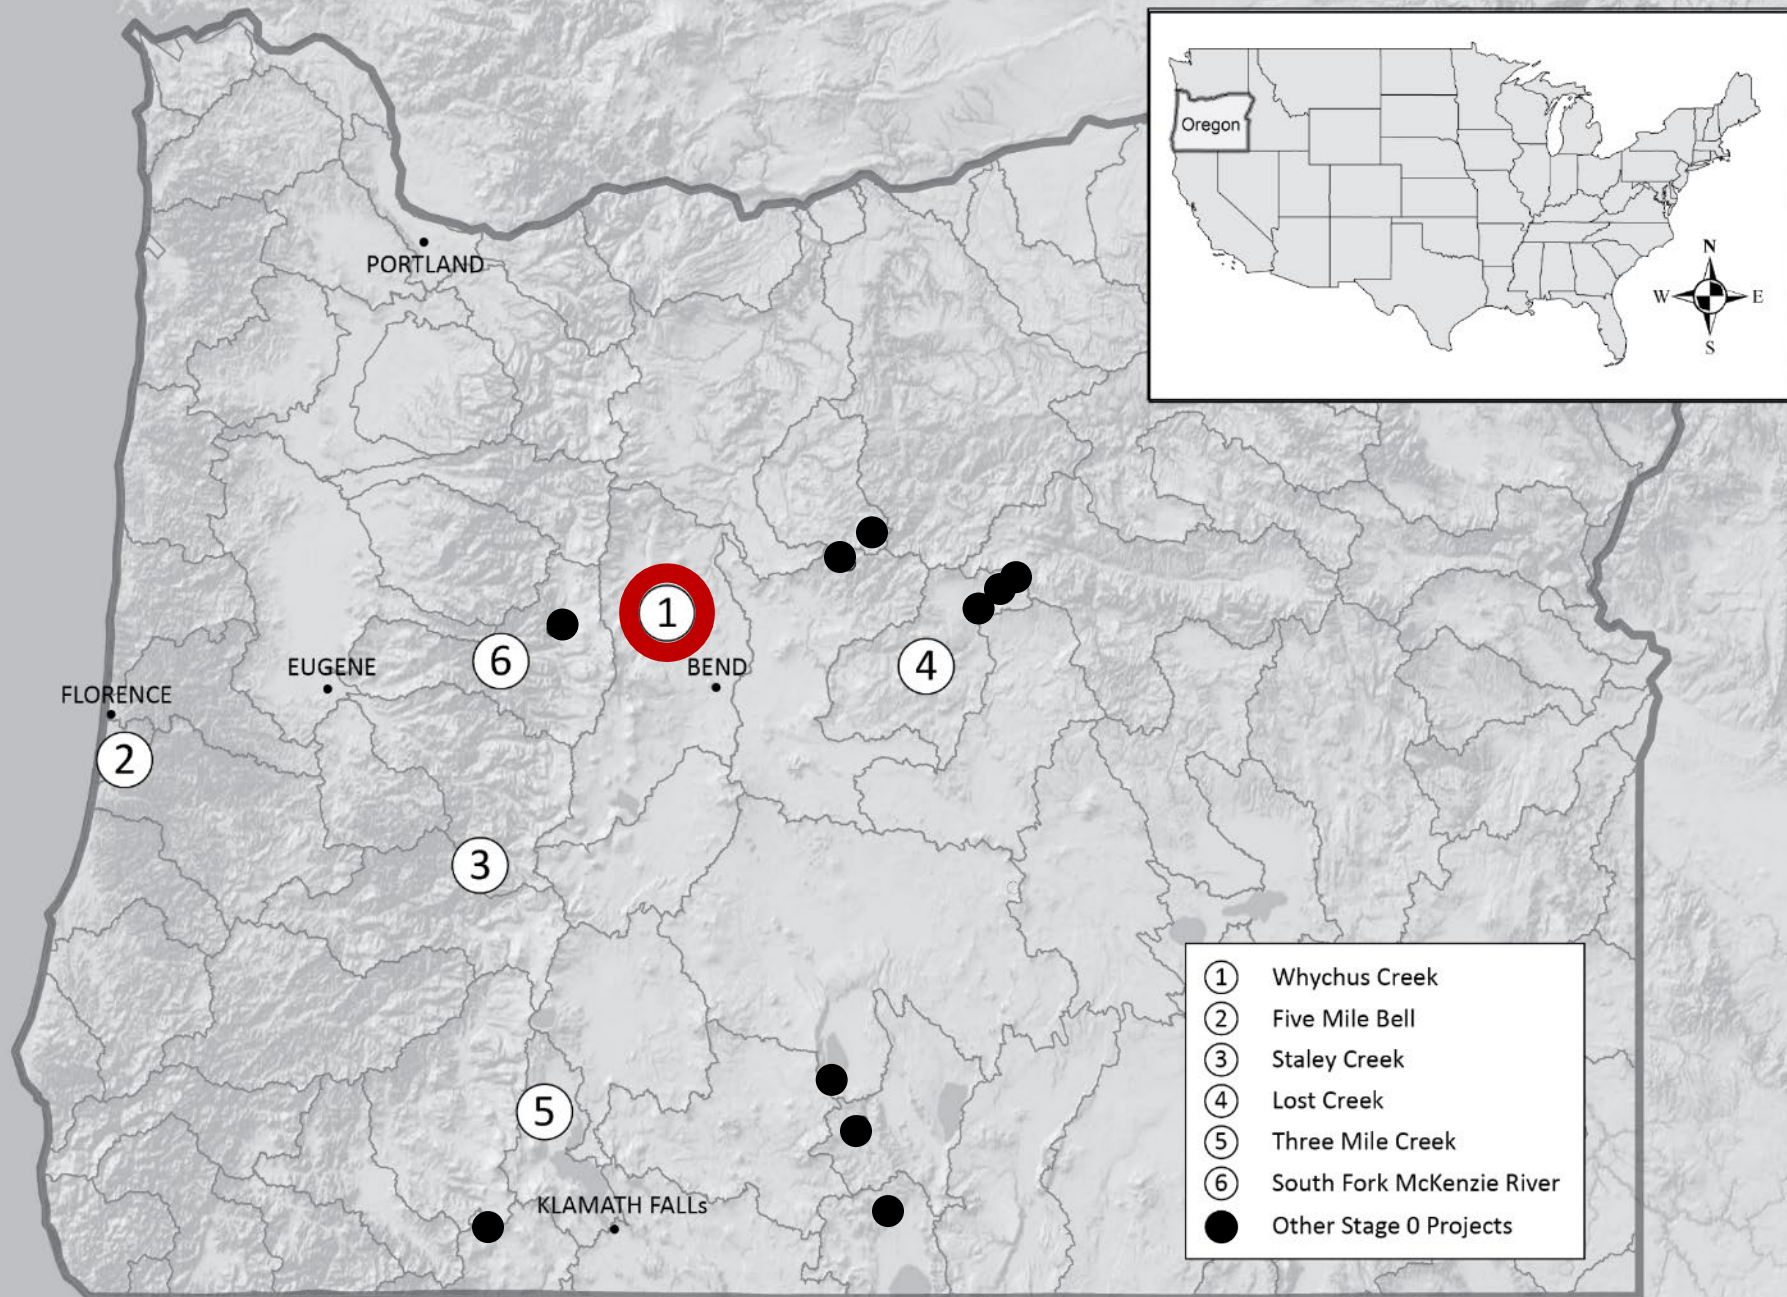 Oregon
N
W
E
S
PORTLAND
1
6
EUGENE
BEND
4
FLORENCE
2
3
5
KLAMATH FALLs
1 Whychus Creek
2 Five Mile Bell
3 Staley Creek
4 Lost Creek
5 Three Mile Creek
6 South Fork McKenzie River
Other Stage 0 Projects